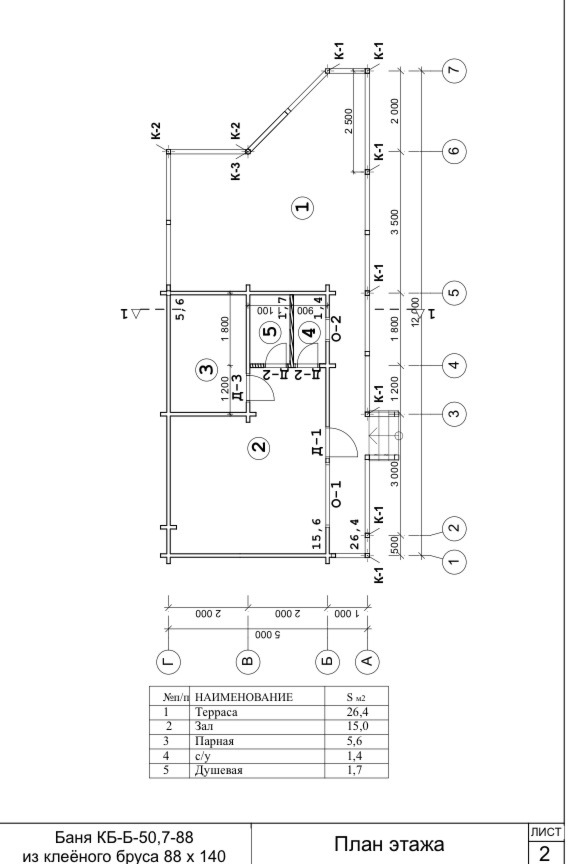 К-1
К-1
7
К-2
К-2
К-3
2 500
2 000
К-1
6
1
3 500
К-1
5
1
5,6
1 800
1 100
1,7
5
900
1,4
4
О-2
1 800
12,000
1
3
Д-2
Д-2
4
1 200
Д-3
1 200
К-1
3
2
Д-1
О-1
3 000
15,6
26,4
К-1
500
2
К-1
1
2 000
2 000
1 000
5 000
Г
В
Б
А
№п/п НАИМЕНОВАНИЕ S м2
1 Терраса 26,4
2 Зал 15,0
3 Парная 5,6
4 с/у 1,4
5 Душевая 1,7
Баня КБ-Б-50,7-88
из клеёного бруса 88 х 140
План этажа
ЛИСТ
2